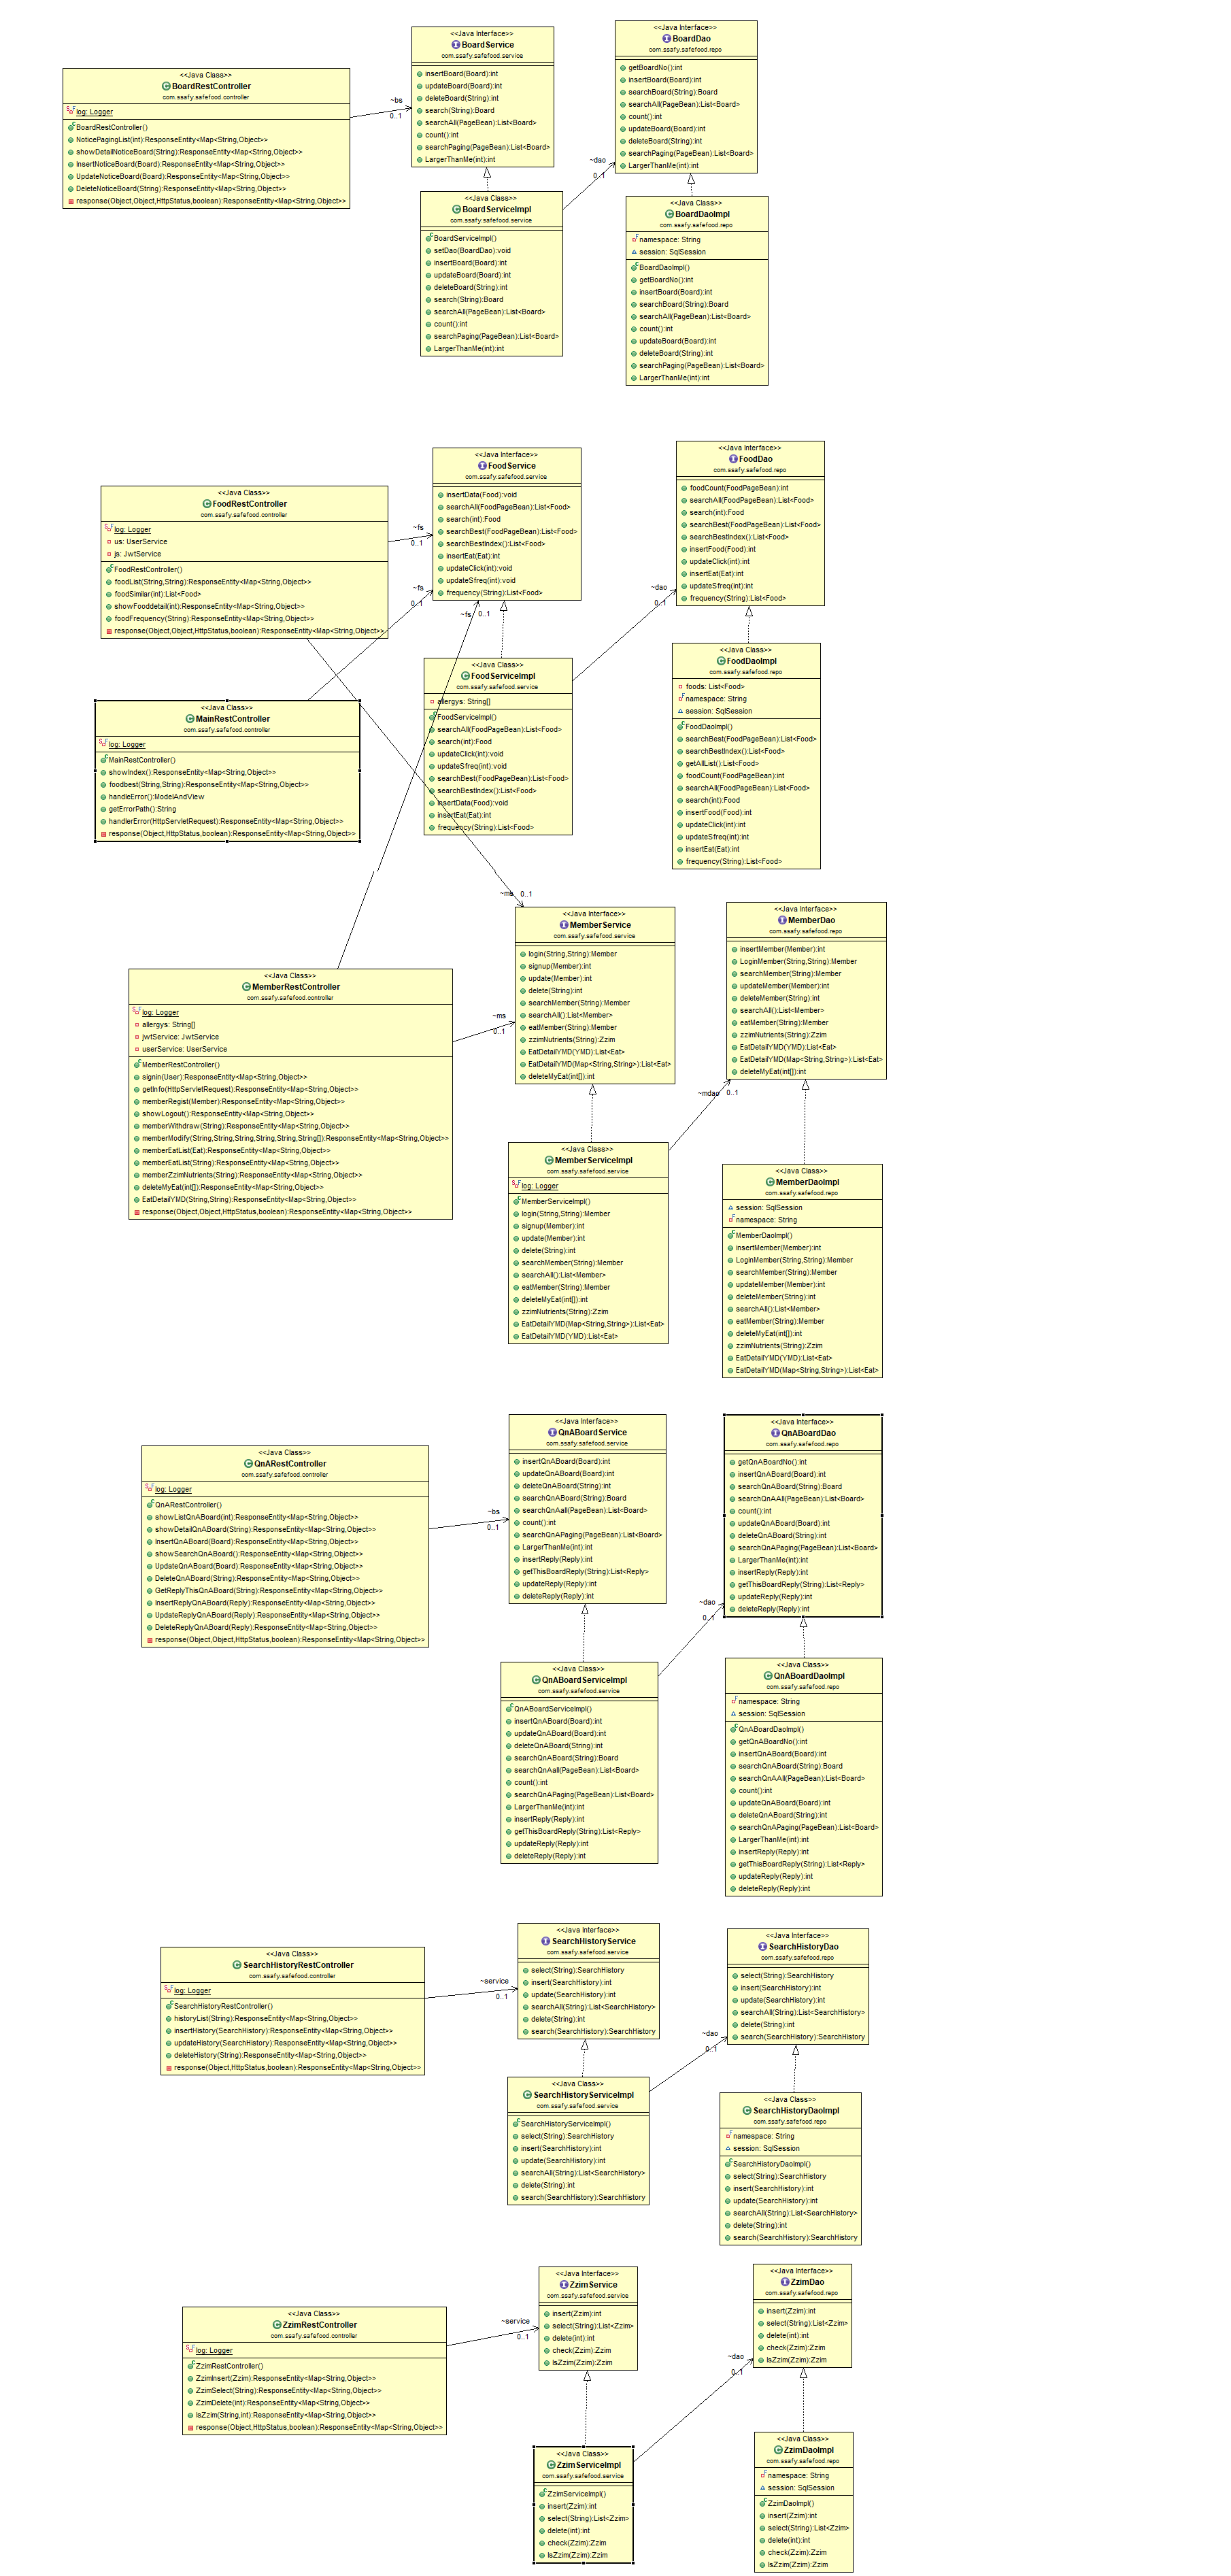 <<Java Interface>>
BoardService
com.ssafy.safefood.service
insertBoard(Board):int
updateBoard(Board):int
deleteBoard(String):int
search(String):Board
searchAll(PageBean):List<Board>
count():int
searchPaging(PageBean):List<Board>
LargerThanMe(int):int
<<Java Interface>>
BoardDao
com.ssafy.safefood.repo
getBoardNo():int
insertBoard(Board):int
searchBoard(String):Board
searchAll(PageBean):List<Board>
count():int
updateBoard(Board):int
deleteBoard(String):int
searchPaging(PageBean):List<Board>
LargerThanMe(int):int
<<Java Class>>
BoardRestController
com.ssafy.safefood.controller
log: Logger
BoardRestController()
NoticePagingList(int):ResponseEntity<Map<String,Object>>
showDetailNoticeBoard(String):ResponseEntity<Map<String,Object>>
InsertNoticeBoard(Board):ResponseEntity<Map<String,Object>>
UpdateNoticeBoard(Board):ResponseEntity<Map<String,Object>>
DeleteNoticeBoard(String):ResponseEntity<Map<String,Object>>
response(Object,Object,HttpStatus,boolean):ResponseEntity<Map<String,Object>>
~bs
0..1
~dao
0..1
<<Java Class>>
BoardServiceImpl
com.ssafy.safefood.service
BoardServiceImpl()
setDao(BoardDao):void
insertBoard(Board):int
updateBoard(Board):int
deleteBoard(String):int
search(String):Board
searchAll(PageBean):List<Board>
count():int
searchPaging(PageBean):List<Board>
LargerThanMe(int):int
<<Java Class>>
BoardDaoImpl
com.ssafy.safefood.repo
namespace: String
session: SqlSession
BoardDaoImpl()
getBoardNo():int
insertBoard(Board):int
searchBoard(String):Board
searchAll(PageBean):List<Board>
count():int
updateBoard(Board):int
deleteBoard(String):int
searchPaging(PageBean):List<Board>
LargerThanMe(int):int
<<Java Interface>>
FoodService
com.ssafy.safefood.service
insertData(Food):void
searchAll(FoodPageBean):List<Food>
search(int):Food
searchBest(FoodPageBean):List<Food>
searchBestIndex():List<Food>
insertEat(Eat):int
updateClick(int):void
updateSfreq(int):void
frequency(String):List<Food>
<<Java Interface>>
FoodDao
com.ssafy.safefood.repo
foodCount(FoodPageBean):int
searchAll(FoodPageBean):List<Food>
search(int):Food
searchBest(FoodPageBean):List<Food>
searchBestIndex():List<Food>
insertFood(Food):int
updateClick(int):int
insertEat(Eat):int
updateSfreq(int):int
frequency(String):List<Food>
<<Java Class>>
FoodRestController
com.ssafy.safefood.controller
log: Logger
us: UserService
js: JwtService
FoodRestController()
foodList(String,String):ResponseEntity<Map<String,Object>>
foodSimilar(int):List<Food>
showFooddetail(int):ResponseEntity<Map<String,Object>>
foodFrequency(String):ResponseEntity<Map<String,Object>>
response(Object,Object,HttpStatus,boolean):ResponseEntity<Map<String,Object>>
~fs
0..1
~fs
0..1
~fs
0..1
~dao
0..1
<<Java Class>>
FoodServiceImpl
com.ssafy.safefood.service
allergys: String[]
FoodServiceImpl()
searchAll(FoodPageBean):List<Food>
search(int):Food
updateClick(int):void
updateSfreq(int):void
searchBest(FoodPageBean):List<Food>
searchBestIndex():List<Food>
insertData(Food):void
insertEat(Eat):int
frequency(String):List<Food>
<<Java Class>>
FoodDaoImpl
com.ssafy.safefood.repo
foods: List<Food>
namespace: String
session: SqlSession
FoodDaoImpl()
searchBest(FoodPageBean):List<Food>
searchBestIndex():List<Food>
getAllList():List<Food>
foodCount(FoodPageBean):int
searchAll(FoodPageBean):List<Food>
search(int):Food
insertFood(Food):int
updateClick(int):int
updateSfreq(int):int
insertEat(Eat):int
frequency(String):List<Food>
<<Java Class>>
MainRestController
com.ssafy.safefood.controller
log: Logger
MainRestController()
showIndex():ResponseEntity<Map<String,Object>>
foodbest(String,String):ResponseEntity<Map<String,Object>>
handleError():ModelAndView
getErrorPath():String
handlerError(HttpServletRequest):ResponseEntity<Map<String,Object>>
response(Object,HttpStatus,boolean):ResponseEntity<Map<String,Object>>
~ms
0..1
<<Java Interface>>
MemberService
com.ssafy.safefood.service
login(String,String):Member
signup(Member):int
update(Member):int
delete(String):int
searchMember(String):Member
searchAll():List<Member>
eatMember(String):Member
zzimNutrients(String):Zzim
EatDetailYMD(YMD):List<Eat>
EatDetailYMD(Map<String,String>):List<Eat>
deleteMyEat(int[]):int
<<Java Interface>>
MemberDao
com.ssafy.safefood.repo
insertMember(Member):int
LoginMember(String,String):Member
searchMember(String):Member
updateMember(Member):int
deleteMember(String):int
searchAll():List<Member>
eatMember(String):Member
zzimNutrients(String):Zzim
EatDetailYMD(YMD):List<Eat>
EatDetailYMD(Map<String,String>):List<Eat>
deleteMyEat(int[]):int
<<Java Class>>
MemberRestController
com.ssafy.safefood.controller
log: Logger
allergys: String[]
jwtService: JwtService
userService: UserService
MemberRestController()
signin(User):ResponseEntity<Map<String,Object>>
getInfo(HttpServletRequest):ResponseEntity<Map<String,Object>>
memberRegist(Member):ResponseEntity<Map<String,Object>>
showLogout():ResponseEntity<Map<String,Object>>
memberWithdraw(String):ResponseEntity<Map<String,Object>>
memberModify(String,String,String,String,String,String[]):ResponseEntity<Map<String,Object>>
memberEatList(Eat):ResponseEntity<Map<String,Object>>
memberEatList(String):ResponseEntity<Map<String,Object>>
memberZzimNutrients(String):ResponseEntity<Map<String,Object>>
deleteMyEat(int[]):ResponseEntity<Map<String,Object>>
EatDetailYMD(String,String):ResponseEntity<Map<String,Object>>
response(Object,Object,HttpStatus,boolean):ResponseEntity<Map<String,Object>>
~ms
0..1
~mdao
0..1
<<Java Class>>
MemberServiceImpl
com.ssafy.safefood.service
log: Logger
MemberServiceImpl()
login(String,String):Member
signup(Member):int
update(Member):int
delete(String):int
searchMember(String):Member
searchAll():List<Member>
eatMember(String):Member
deleteMyEat(int[]):int
zzimNutrients(String):Zzim
EatDetailYMD(Map<String,String>):List<Eat>
EatDetailYMD(YMD):List<Eat>
<<Java Class>>
MemberDaoImpl
com.ssafy.safefood.repo
session: SqlSession
namespace: String
MemberDaoImpl()
insertMember(Member):int
LoginMember(String,String):Member
searchMember(String):Member
updateMember(Member):int
deleteMember(String):int
searchAll():List<Member>
eatMember(String):Member
deleteMyEat(int[]):int
zzimNutrients(String):Zzim
EatDetailYMD(YMD):List<Eat>
EatDetailYMD(Map<String,String>):List<Eat>
<<Java Interface>>
QnABoardService
com.ssafy.safefood.service
insertQnABoard(Board):int
updateQnABoard(Board):int
deleteQnABoard(String):int
searchQnABoard(String):Board
searchQnAall(PageBean):List<Board>
count():int
searchQnAPaging(PageBean):List<Board>
LargerThanMe(int):int
insertReply(Reply):int
getThisBoardReply(String):List<Reply>
updateReply(Reply):int
deleteReply(Reply):int
<<Java Interface>>
QnABoardDao
com.ssafy.safefood.repo
getQnABoardNo():int
insertQnABoard(Board):int
searchQnABoard(String):Board
searchQnAAll(PageBean):List<Board>
count():int
updateQnABoard(Board):int
deleteQnABoard(String):int
searchQnAPaging(PageBean):List<Board>
LargerThanMe(int):int
insertReply(Reply):int
getThisBoardReply(String):List<Reply>
updateReply(Reply):int
deleteReply(Reply):int
<<Java Class>>
QnARestController
com.ssafy.safefood.controller
log: Logger
QnARestController()
showListQnABoard(int):ResponseEntity<Map<String,Object>>
showDetailQnABoard(String):ResponseEntity<Map<String,Object>>
InsertQnABoard(Board):ResponseEntity<Map<String,Object>>
showSearchQnABoard():ResponseEntity<Map<String,Object>>
UpdateQnABoard(Board):ResponseEntity<Map<String,Object>>
DeleteQnABoard(String):ResponseEntity<Map<String,Object>>
GetReplyThisQnABoard(String):ResponseEntity<Map<String,Object>>
InsertReplyQnABoard(Reply):ResponseEntity<Map<String,Object>>
UpdateReplyQnABoard(Reply):ResponseEntity<Map<String,Object>>
DeleteReplyQnABoard(Reply):ResponseEntity<Map<String,Object>>
response(Object,Object,HttpStatus,boolean):ResponseEntity<Map<String,Object>>
~bs
0..1
~dao
0..1
<<Java Class>>
QnABoardServiceImpl
com.ssafy.safefood.service
QnABoardServiceImpl()
insertQnABoard(Board):int
updateQnABoard(Board):int
deleteQnABoard(String):int
searchQnABoard(String):Board
searchQnAall(PageBean):List<Board>
count():int
searchQnAPaging(PageBean):List<Board>
LargerThanMe(int):int
insertReply(Reply):int
getThisBoardReply(String):List<Reply>
updateReply(Reply):int
deleteReply(Reply):int
<<Java Class>>
QnABoardDaoImpl
com.ssafy.safefood.repo
namespace: String
session: SqlSession
QnABoardDaoImpl()
getQnABoardNo():int
insertQnABoard(Board):int
searchQnABoard(String):Board
searchQnAAll(PageBean):List<Board>
count():int
updateQnABoard(Board):int
deleteQnABoard(String):int
searchQnAPaging(PageBean):List<Board>
LargerThanMe(int):int
insertReply(Reply):int
getThisBoardReply(String):List<Reply>
updateReply(Reply):int
deleteReply(Reply):int
<<Java Interface>>
SearchHistoryService
com.ssafy.safefood.service
select(String):SearchHistory
insert(SearchHistory):int
update(SearchHistory):int
searchAll(String):List<SearchHistory>
delete(String):int
search(SearchHistory):SearchHistory
<<Java Interface>>
SearchHistoryDao
com.ssafy.safefood.repo
select(String):SearchHistory
insert(SearchHistory):int
update(SearchHistory):int
searchAll(String):List<SearchHistory>
delete(String):int
search(SearchHistory):SearchHistory
<<Java Class>>
SearchHistoryRestController
com.ssafy.safefood.controller
log: Logger
SearchHistoryRestController()
historyList(String):ResponseEntity<Map<String,Object>>
insertHistory(SearchHistory):ResponseEntity<Map<String,Object>>
updateHistory(SearchHistory):ResponseEntity<Map<String,Object>>
deleteHistory(String):ResponseEntity<Map<String,Object>>
response(Object,HttpStatus,boolean):ResponseEntity<Map<String,Object>>
~service
0..1
~dao
0..1
<<Java Class>>
SearchHistoryServiceImpl
com.ssafy.safefood.service
SearchHistoryServiceImpl()
select(String):SearchHistory
insert(SearchHistory):int
update(SearchHistory):int
searchAll(String):List<SearchHistory>
delete(String):int
search(SearchHistory):SearchHistory
<<Java Class>>
SearchHistoryDaoImpl
com.ssafy.safefood.repo
namespace: String
session: SqlSession
SearchHistoryDaoImpl()
select(String):SearchHistory
insert(SearchHistory):int
update(SearchHistory):int
searchAll(String):List<SearchHistory>
delete(String):int
search(SearchHistory):SearchHistory
<<Java Interface>>
ZzimService
com.ssafy.safefood.service
insert(Zzim):int
select(String):List<Zzim>
delete(int):int
check(Zzim):Zzim
IsZzim(Zzim):Zzim
<<Java Interface>>
ZzimDao
com.ssafy.safefood.repo
insert(Zzim):int
select(String):List<Zzim>
delete(int):int
check(Zzim):Zzim
IsZzim(Zzim):Zzim
<<Java Class>>
ZzimRestController
com.ssafy.safefood.controller
log: Logger
ZzimRestController()
ZzimInsert(Zzim):ResponseEntity<Map<String,Object>>
ZzimSelect(String):ResponseEntity<Map<String,Object>>
ZzimDelete(int):ResponseEntity<Map<String,Object>>
IsZzim(String,int):ResponseEntity<Map<String,Object>>
response(Object,HttpStatus,boolean):ResponseEntity<Map<String,Object>>
~service
0..1
~dao
0..1
<<Java Class>>
ZzimServiceImpl
com.ssafy.safefood.service
ZzimServiceImpl()
insert(Zzim):int
select(String):List<Zzim>
delete(int):int
check(Zzim):Zzim
IsZzim(Zzim):Zzim
<<Java Class>>
ZzimDaoImpl
com.ssafy.safefood.repo
namespace: String
session: SqlSession
ZzimDaoImpl()
insert(Zzim):int
select(String):List<Zzim>
delete(int):int
check(Zzim):Zzim
IsZzim(Zzim):Zzim